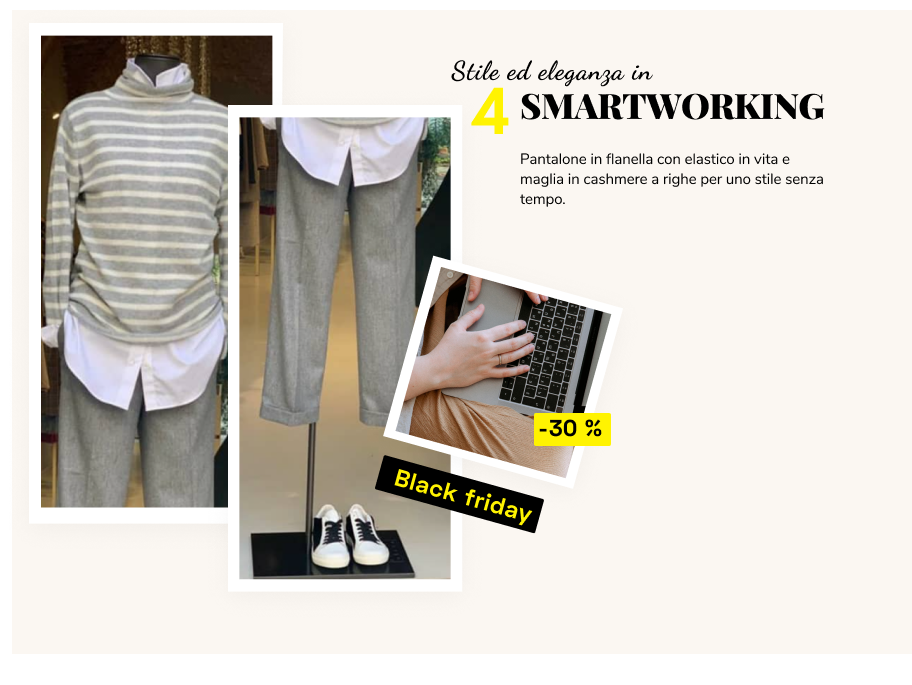 Stile ed eleganza in
4 SMARTWORKING
Pantalone in flanella con elastico in vita e
maglia in cashmere a righe per uno stile senza
tempo.
-30 %
Black friday